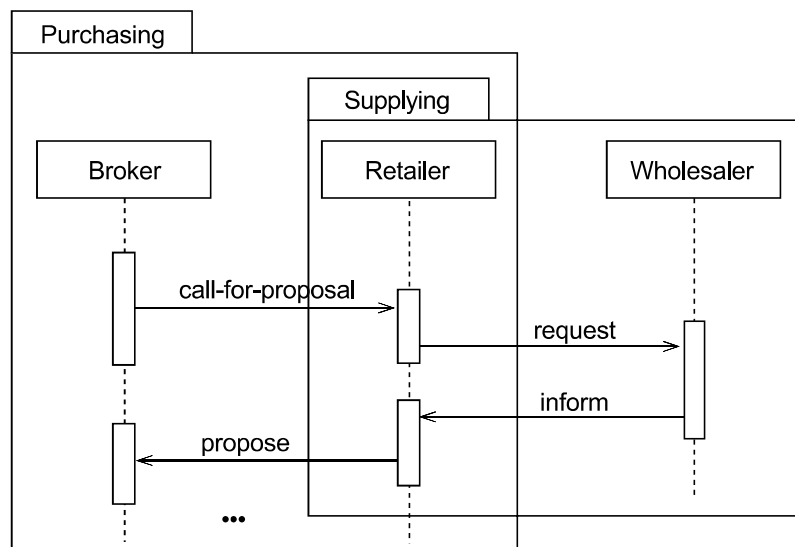 Purchasing
Supplying
Broker
Retailer
Wholesaler
call-for-proposal
request
inform
propose
...